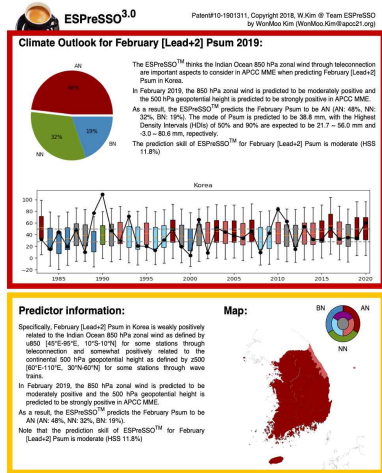 ESPreSSO3.0
Patent#10-1901311, Copyright 2018, W.Kim @ Team ESPreSSO
by WonMoo Kim (WonMoo.Kim@apcc21.org)
Climate Outlook for February [Lead+2] Psum 2019:
AN
48%
32%
19%
NN
BN
The ESPreSSO™ thinks the Indian Ocean 850 hPa zonal wind through teleconnection
are important aspects to consider in APCC MME when predicting February [Lead+2]
Psum in Korea.
In February 2019, the 850 hPa zonal wind is predicted to be moderately positive and
the 500 hPa geopotential height is predicted to be strongly positive in APCC MME.
As a result, the ESPreSSO™ predicts the February Psum to be AN (AN: 48%, NN:
32%, BN: 19%). The mode of Psum is predicted to be 38.8 mm, with the Highest
Density Intervals (HDIs) of 50% and 90% are expected to be 21.7 ~ 56.0 mm and
-3.0 ~ 80.6 mm, respectively.
The prediction skill of ESPreSSO™ for February [Lead+2] Psum is moderate (HSS
11.8%)
Korea
100
80
60
40
20
0
−20
1985 1990 1995 2000 2005 2010 2015 2020
Predictor information:
Specifically, February [Lead+2] Psum in Korea is weakly positively
related to the Indian Ocean 850 hPa zonal wind as defined by
u850 [45°E-95°E, 10°S-10°N] for some stations through
teleconnection and somewhat positively related to the
continental 500 hPa geopotential height as defined by z500
[60°E-110°E, 30°N-60°N] for some stations through wave
trains.
In February 2019, the 850 hPa zonal wind is predicted to be
moderately positive and the 500 hPa geopotential height is
predicted to be strongly positive in APCC MME.
As a result, the ESPreSSO™ predicts the February Psum to be
AN (AN: 48%, NN: 32%, BN: 19%).
Note that the prediction skill of ESPreSSO™ for February
[Lead+2] Psum is moderate (HSS 11.8%)
Map:
BN
AN
NN